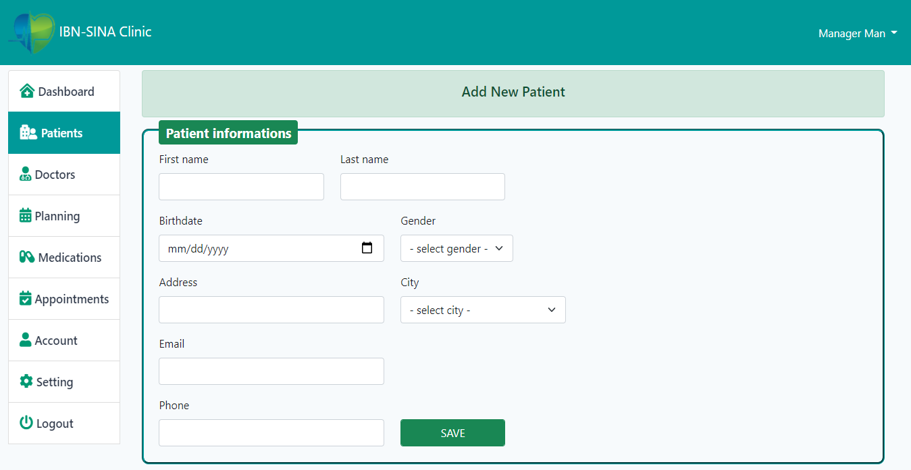 IBN-SINA Clinic
Manager Man
Dashboard
Patients
Doctors
Planning
Medications
Appointments
Account
Setting
Logout
Add New Patient
Patient informations
First name Last name
Birthdate Gender
mm/dd/yyyy - select gender -
Address City
- select city -
Email
Phone
SAVE